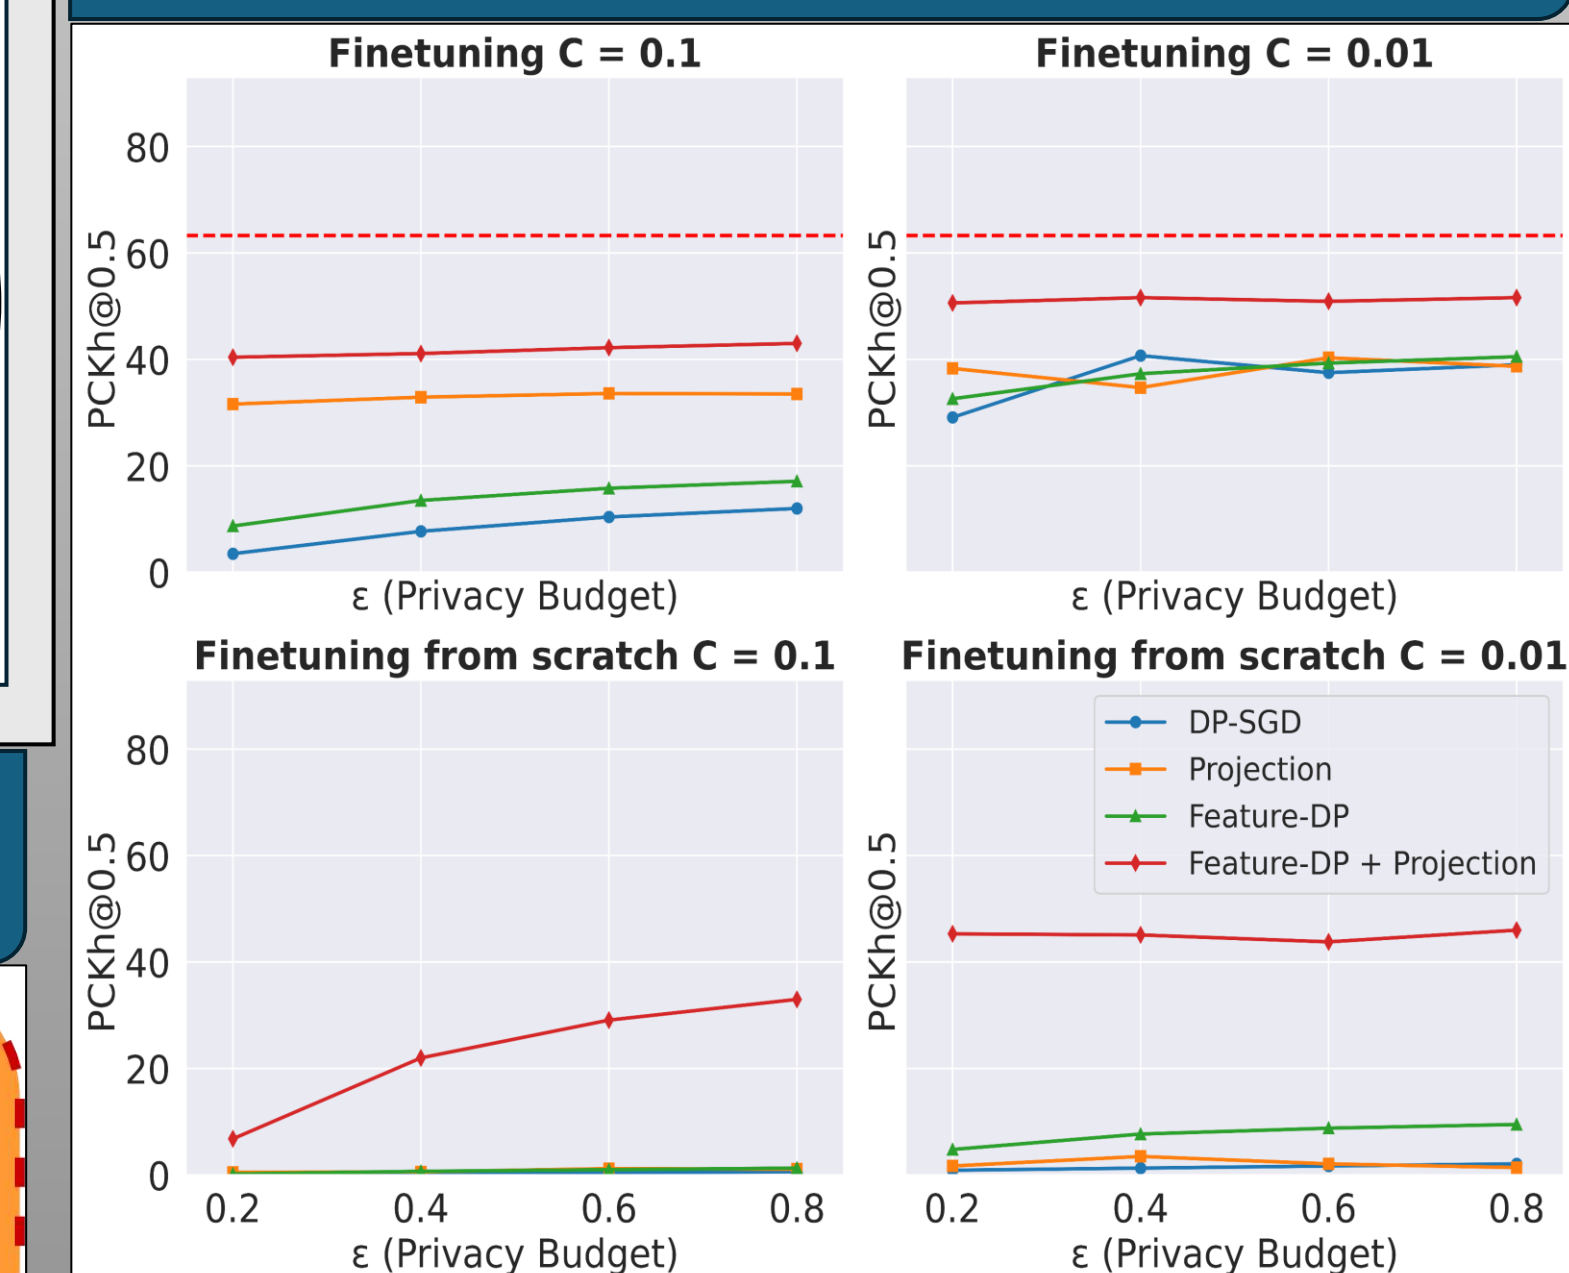 Finetuning C = 0.1
80
60
40
20
0
PCKh@0.5
ε (Privacy Budget)
Finetuning C = 0.01
PCKh@0.5
ε (Privacy Budget)
Finetuning from scratch C = 0.1
80
60
40
20
0
PCKh@0.5
0.2 0.4 0.6 0.8
ε (Privacy Budget)
Finetuning from scratch C = 0.01
DP-SGD
Projection
Feature-DP
Feature-DP + Projection
PCKh@0.5
0.2 0.4 0.6 0.8
ε (Privacy Budget)